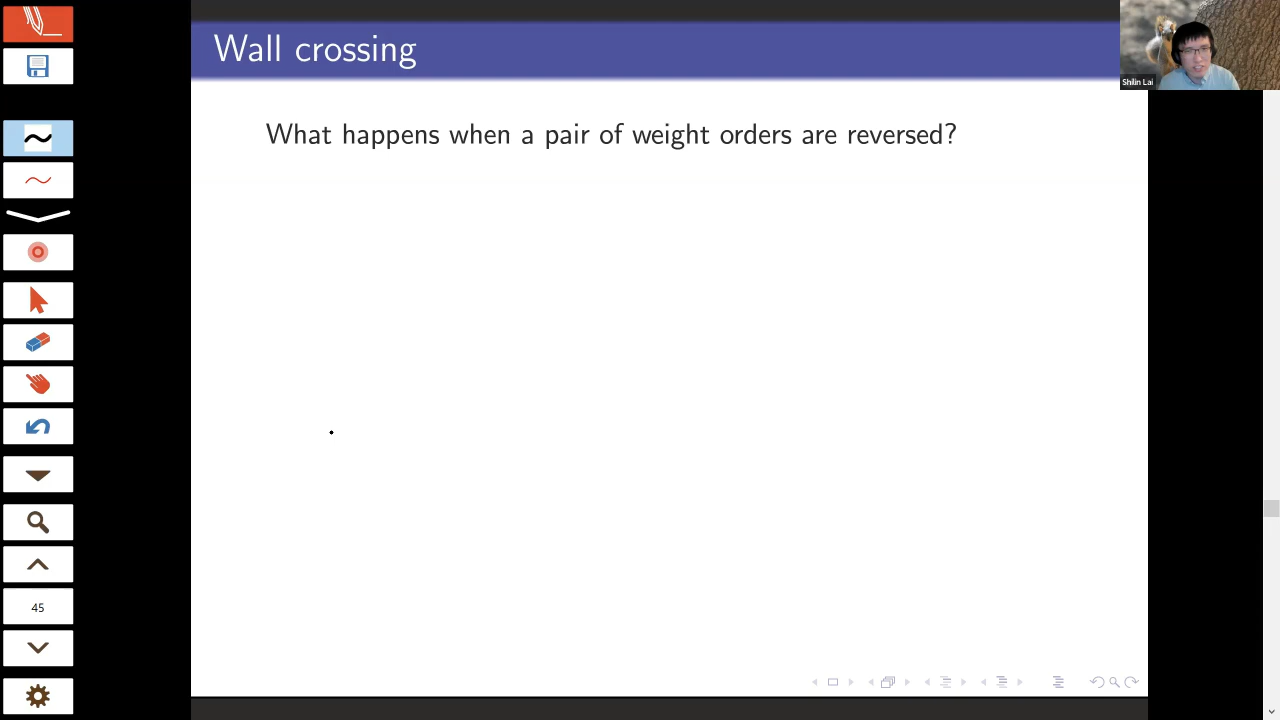 Wall crossing
Shilin Lai
What happens when a pair of weight orders are reversed?
45